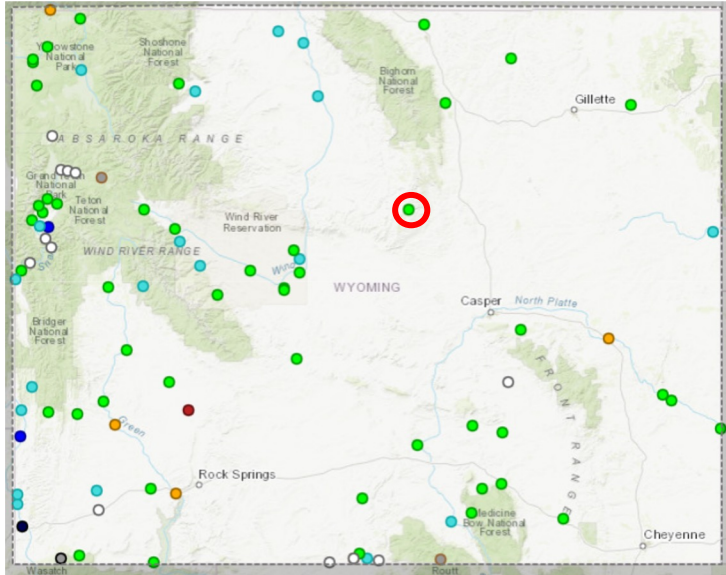 Yellowstone
National
Park
Shoshone
National
Forest
Bighorn
National
Forest
Gillette
ABSAROKA RANGE
Grand Teton
National
Park
Teton
National
Forest
Wind River
Reservation
WIND RIVER RANGE
Wind
WYOMING
Casper
North Platte
Bridger
National
Forest
FRONT RANGE
Green
Rock Springs
Medicine
Bow National
Forest
Cheyenne
Wasatch
Routt